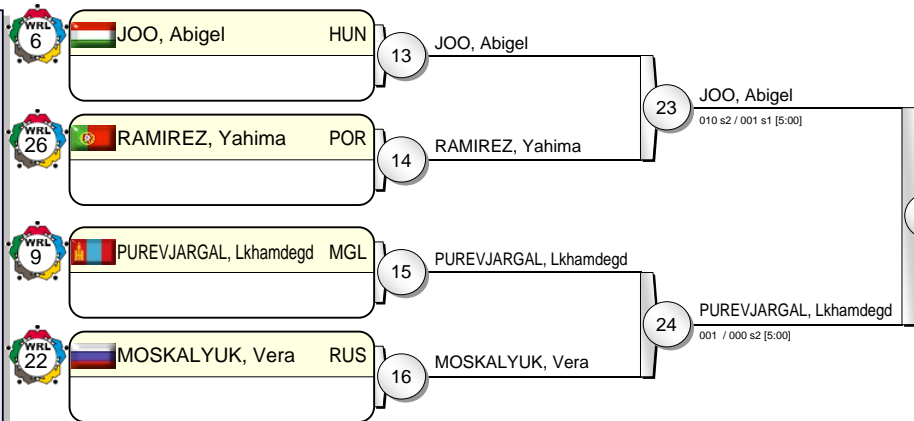 WRL
6
JOO, Abigel HUN
13
JOO, Abigel
23
JOO, Abigel
010 s2 / 001 s1 [5:00]
WRL
26
RAMIREZ, Yahima POR
14
RAMIREZ, Yahima
WRL
9
PUREVJARGAL, Lkhamdegd MGL
15
PUREVJARGAL, Lkhamdegd
24
PUREVJARGAL, Lkhamdegd
001 / 000 s2 [5:00]
WRL
22
MOSKALYUK, Vera RUS
16
MOSKALYUK, Vera